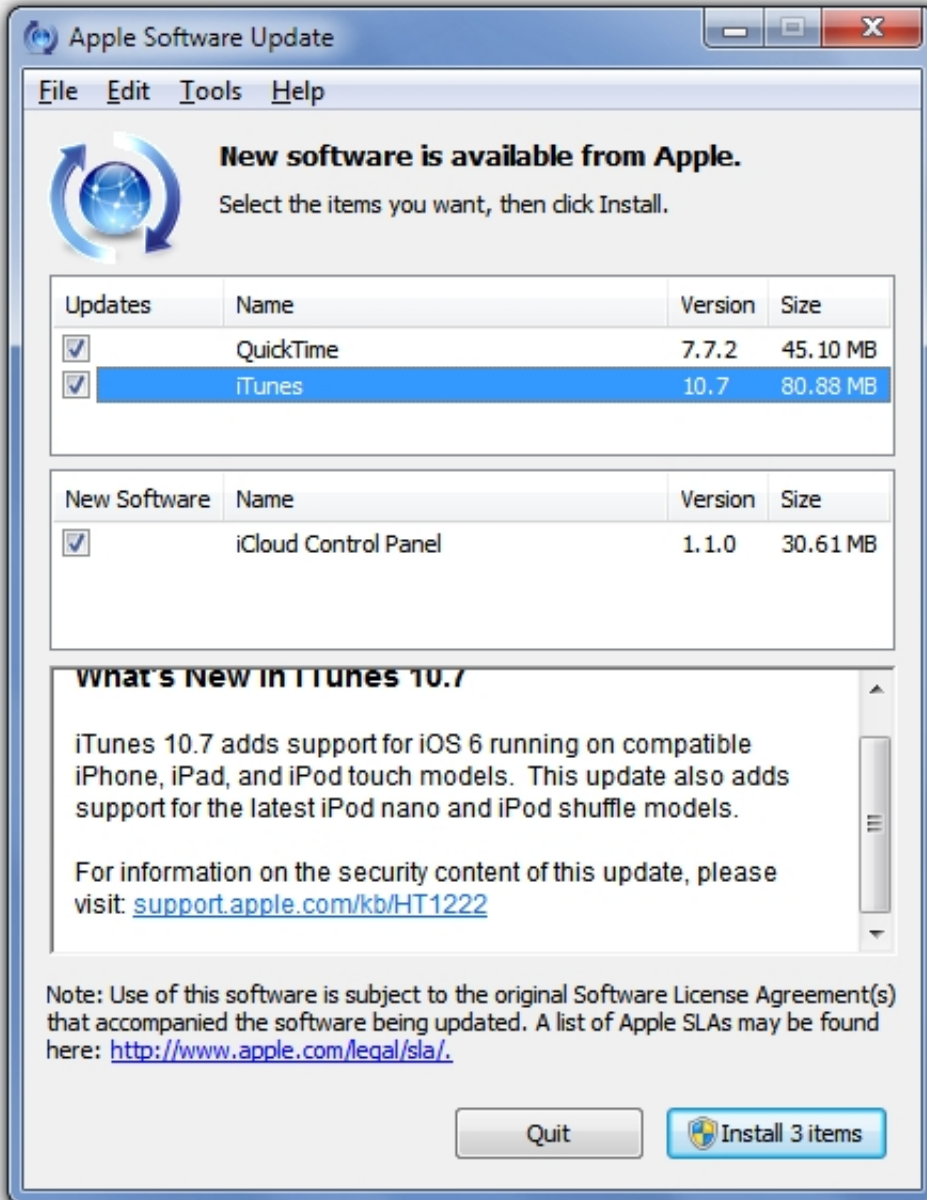 Apple Software Update
File Edit Tools Help
New software is available from Apple.
Select the items you want, then click Install.
Updates Name Version Size
QuickTime 7.7.2 45.10 MB
iTunes 10.7 80.88 MB
New Software Name Version Size
iCloud Control Panel 1.1.0 30.61 MB
What's New in iTunes 10.7
iTunes 10.7 adds support for iOS 6 running on compatible
iPhone, iPad, and iPod touch models.  This update also adds
support for the latest iPod nano and iPod shuffle models.
For information on the security content of this update, please
visit: support.apple.com/kb/HT1222
Note: Use of this software is subject to the original Software License Agreement(s)
that accompanied the software being updated. A list of Apple SLAs may be found
here: http://www.apple.com/legal/sla/.
Quit Install 3 items